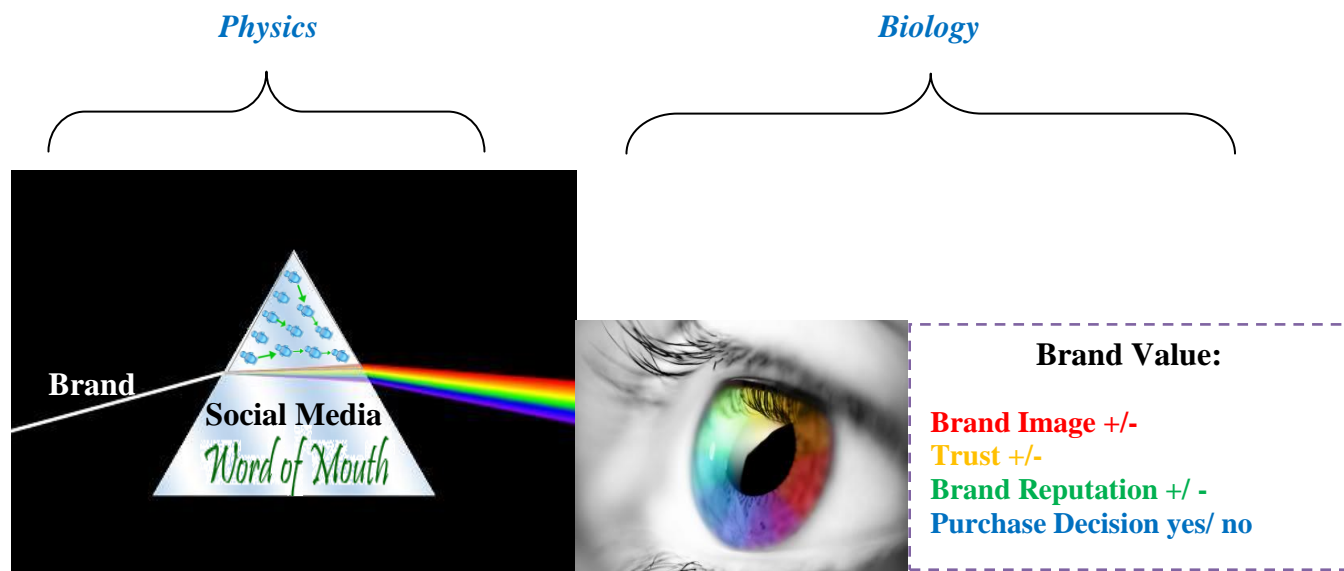 Physics
Biology
Brand
Social Media
Word of Mouth
Brand Value:
Brand Image +/-
Trust +/-
Brand Reputation +/ -
Purchase Decision yes/ no